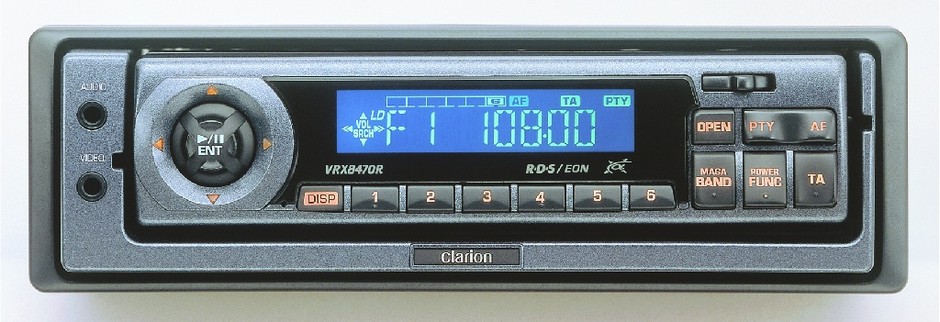 AUDIO
VIDEO
ENT
AF TA PTY
LD
VOL
SRCH
F 1 108:00
VRX8470R
R·D·S/EON
DISP 1 2 3 4 5 6
OPEN PTY AF
MAGA
BAND
POWER
FUNC
TA
clarion